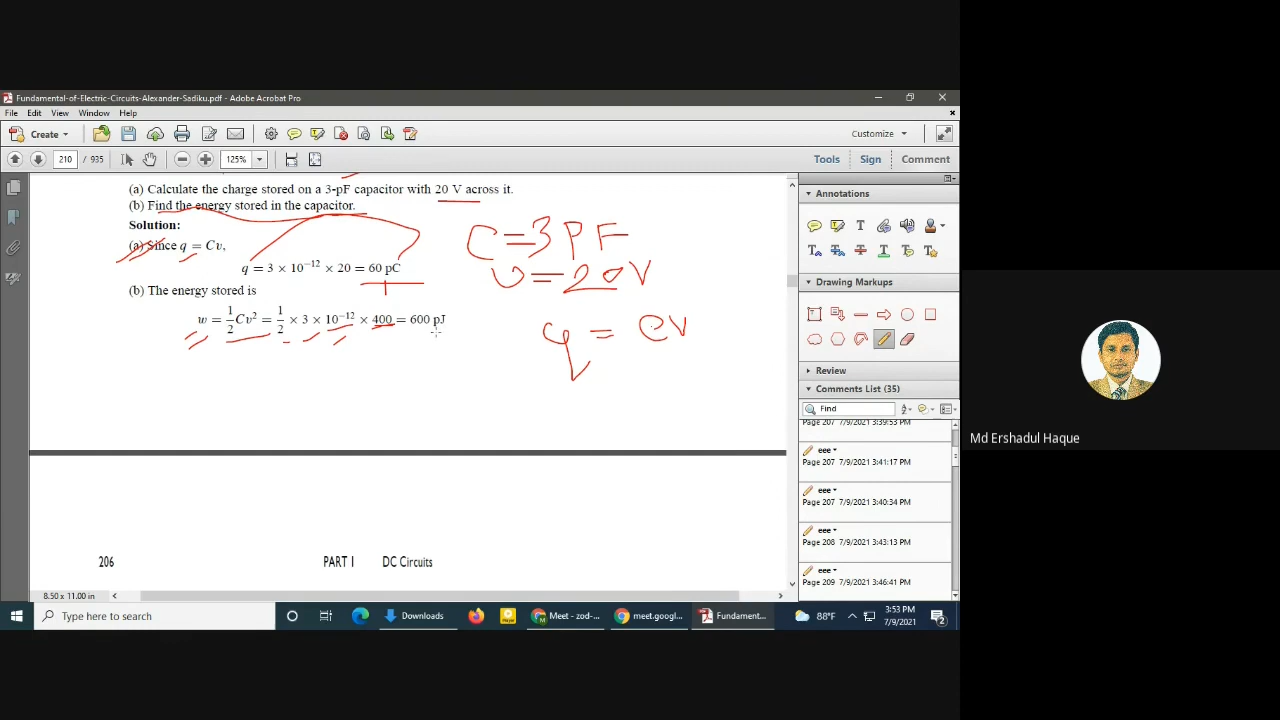 Fundamental-of-Electric-Circuits-Alexander-Sadiku.pdf - Adobe Acrobat Pro
File Edit View Window Help
Create Customize
210 / 935 125% Tools Sign Comment
(a) Calculate the charge stored on a 3-pF capacitor with 20 V across it.
(b) Find the energy stored in the capacitor.
Solution:
(a) Since q = Cv,
q = 3 × 10⁻¹² × 20 = 60 pC
(b) The energy stored is
w = 1/2 Cv² = 1/2 × 3 × 10⁻¹² × 400 = 600 pJ
C = 3 PF
v = 20V
q = cv
206 PART 1 DC Circuits
8.50 x 11.00 in
Annotations
Drawing Markups
Review
Comments List (35)
Find
Page 207 7/9/2021 3:39:53 PM
eee
Page 207 7/9/2021 3:41:17 PM
eee
Page 207 7/9/2021 3:40:34 PM
eee
Page 208 7/9/2021 3:43:13 PM
eee
Page 209 7/9/2021 3:46:41 PM
Md Ershadul Haque
Type here to search
Downloads
Meet - zod-...
meet.googl...
Fundament...
88°F
3:53 PM
7/9/2021
2